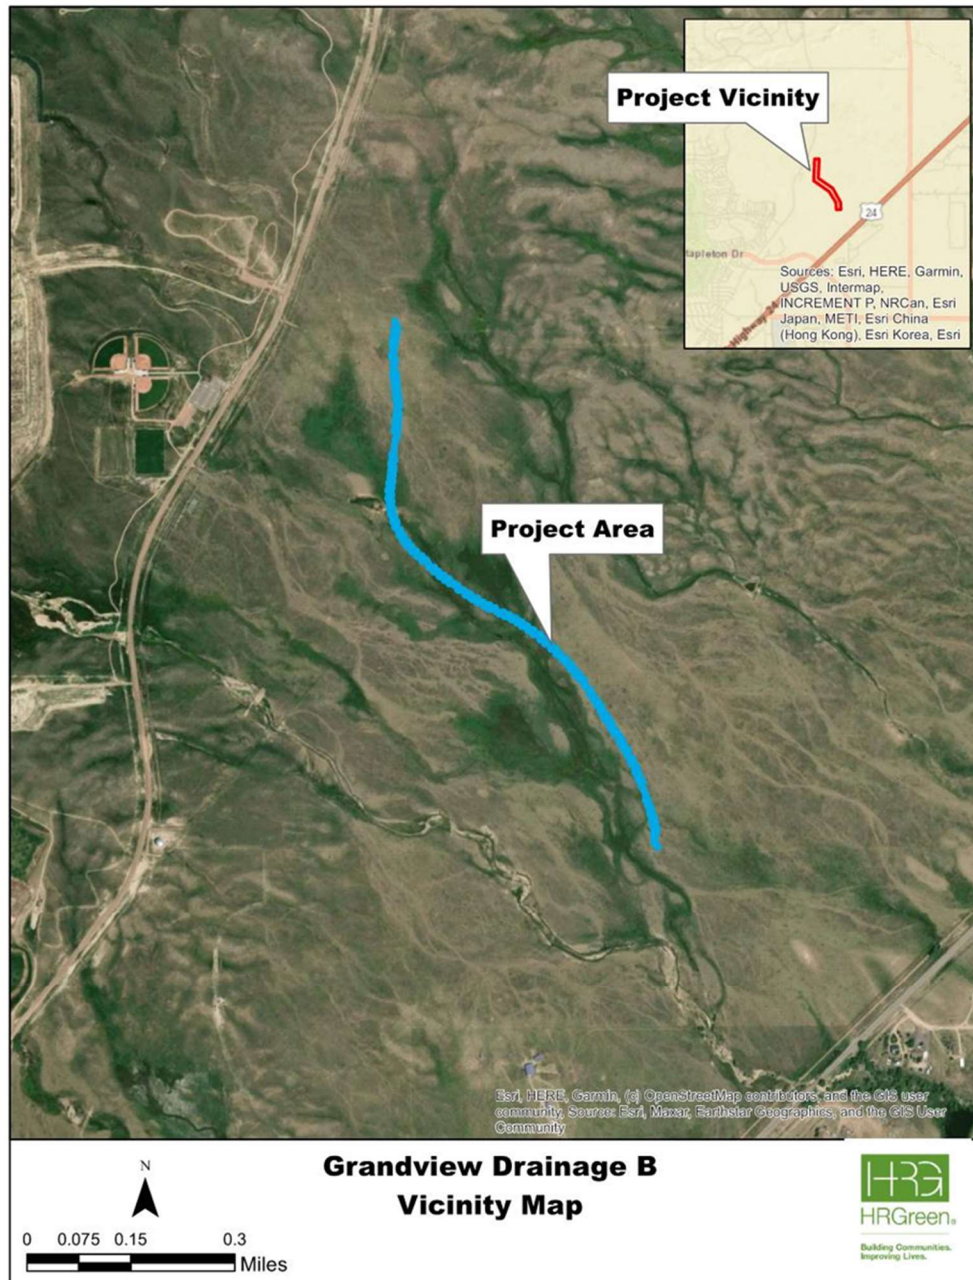 Project Vicinity
24
apleton Dr
Highway 24
Sources: Esri, HERE, Garmin,
USGS, Intermap,
INCREMENT P, NRCan, Esri
Japan, METI, Esri China
(Hong Kong), Esri Korea, Esri
Project Area
Esri, HERE, Garmin, (c) OpenStreetMap contributors, and the GIS user
community, Source: Esri, Maxar, Earthstar Geographics, and the GIS User
Community
Grandview Drainage B
Vicinity Map
N
0 0.075 0.15 0.3
Miles
HRG
HRGreen®
Building Communities.
Improving Lives.